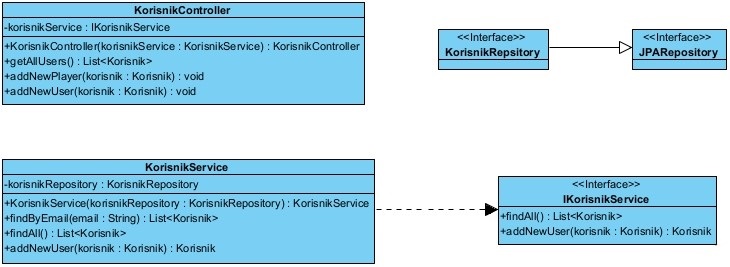 KorisnikController
-korisnikService : IKorisnikService
+KorisnikController(korisnikService : KorisnikService) : KorisnikController
+getAllUsers() : List<Korisnik>
+addNewPlayer(korisnik : Korisnik) : void
+addNewUser(korisnik : Korisnik) : void
<<Interface>>
KorisnikRepsitory
<<Interface>>
JPARepository
KorisnikService
-korisnikRepository : KorisnikRepository
+KorisnikService(korisnikRepository : KorisnikRepository) : KorisnikService
+findByEmail(email : String) : List<Korisnik>
+findAll() : List<Korisnik>
+addNewUser(korisnik : Korisnik) : Korisnik
<<Interface>>
IKorisnikService
+findAll() : List<Korisnik>
+addNewUser(korisnik : Korisnik) : Korisnik